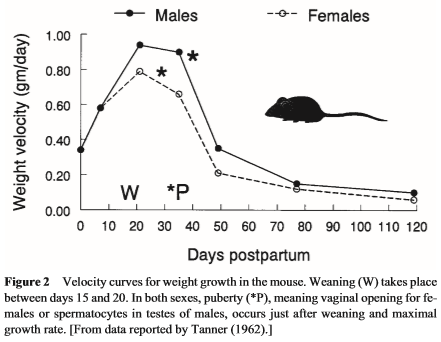 Males Females
Weight velocity (gm/day)
1.00
0.80
0.60
0.40
0.20
0.00
* *
W *P
0 10 20 30 40 50 60 70 80 90 100 110 120
Days postpartum
Figure 2 Velocity curves for weight growth in the mouse. Weaning (W) takes place
between days 15 and 20. In both sexes, puberty (*P), meaning vaginal opening for fe-
males or spermatocytes in testes of males, occurs just after weaning and maximal
growth rate. [From data reported by Tanner (1962).]